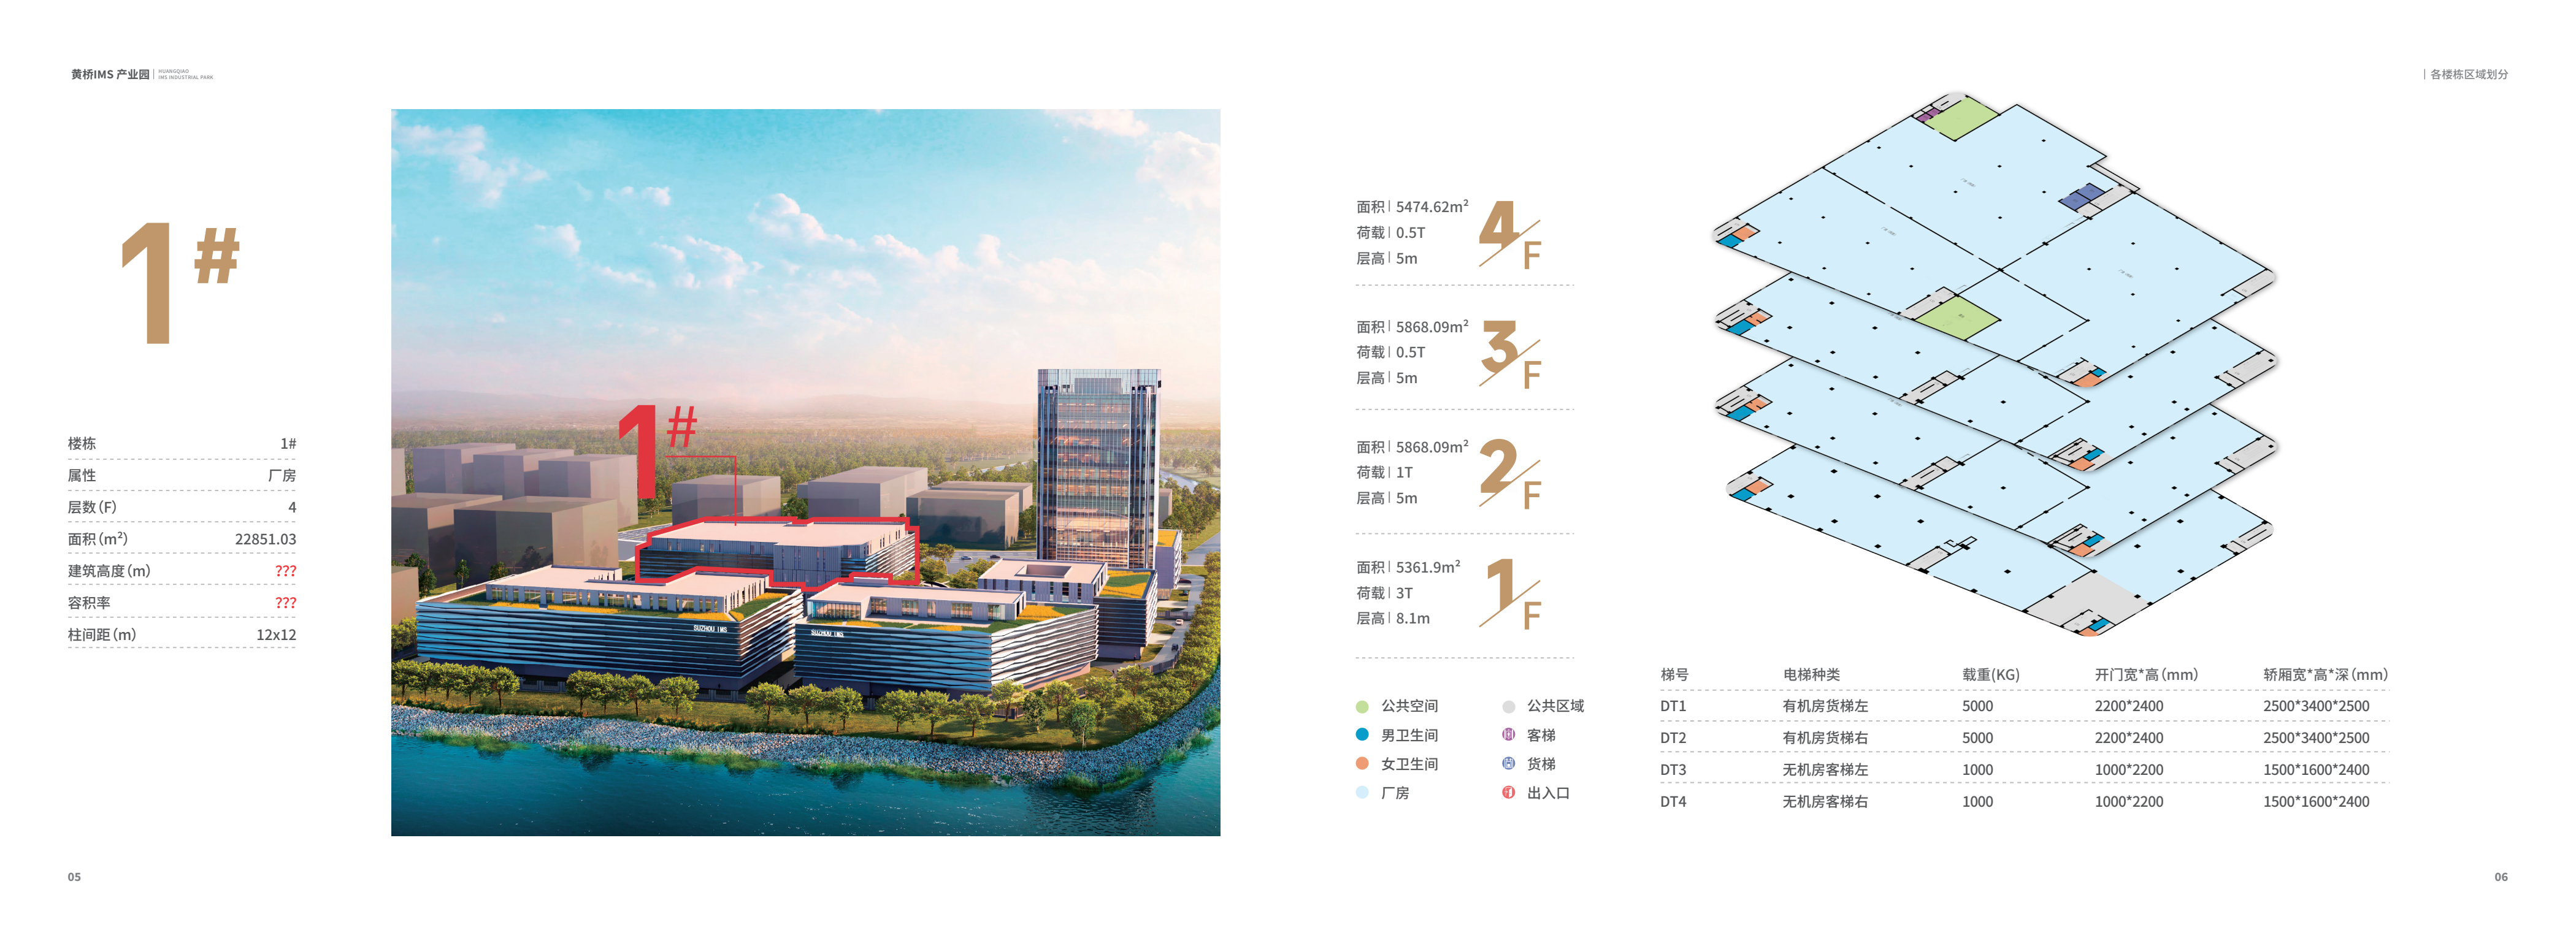 黄桥IMS 产业园
HUANGQIAO
IMS INDUSTRIAL PARK
1#
楼栋 1#
属性 厂房
层数(F) 4
面积(m²) 22851.03
建筑高度(m) ???
容积率 ???
柱间距(m) 12x12
05
1#
SUZHOU IMS
SUZHOU IMS
各楼栋区域划分
面积 5474.62m²
荷载 0.5T
层高 5m
4/F
面积 5868.09m²
荷载 0.5T
层高 5m
3/F
面积 5868.09m²
荷载 1T
层高 5m
2/F
面积 5361.9m²
荷载 3T
层高 8.1m
1/F
公共空间
男卫生间
女卫生间
厂房
公共区域
客梯
货梯
出入口
梯号 电梯种类 载重(KG) 开门宽*高(mm) 轿厢宽*高*深(mm)
DT1 有机房货梯左 5000 2200*2400 2500*3400*2500
DT2 有机房货梯右 5000 2200*2400 2500*3400*2500
DT3 无机房客梯左 1000 1000*2200 1500*1600*2400
DT4 无机房客梯右 1000 1000*2200 1500*1600*2400
06